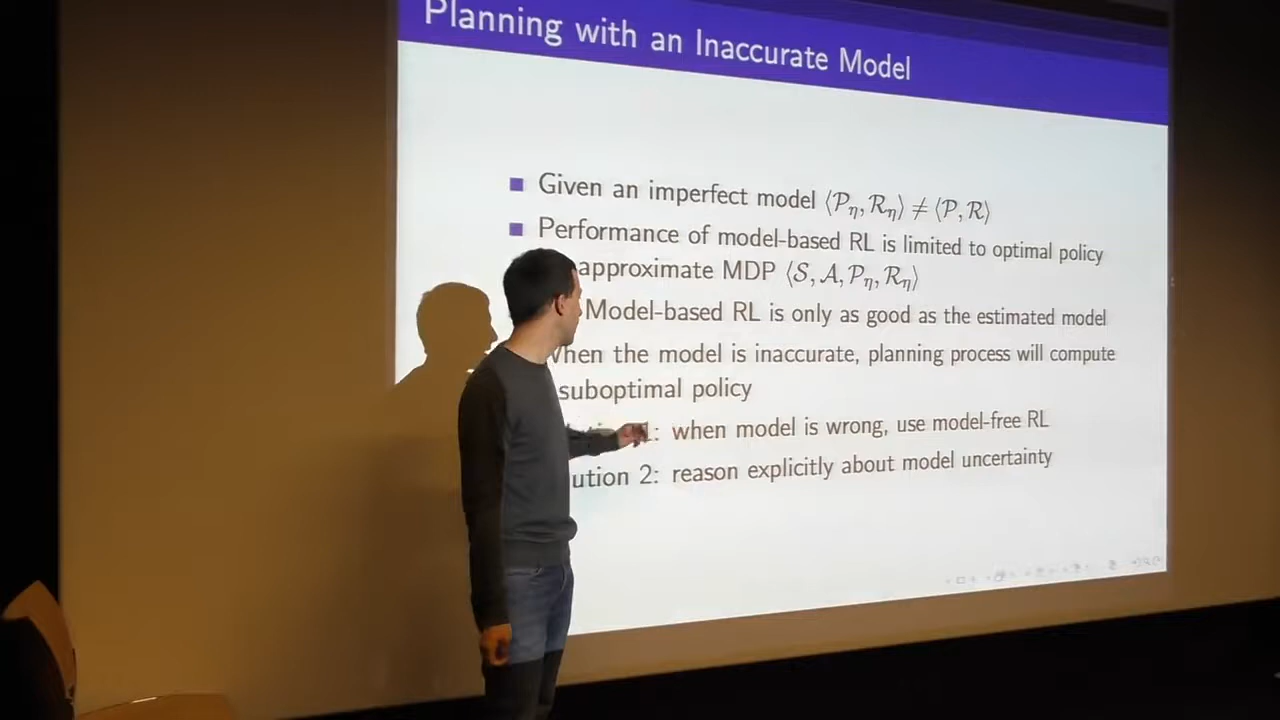 Planning with an Inaccurate Model
Given an imperfect model ⟨𝒫η, ℛη⟩ ≠ ⟨𝒫, ℛ⟩
Performance of model-based RL is limited to optimal policy
approximate MDP ⟨𝒮, 𝒜, 𝒫η, ℛη⟩
Model-based RL is only as good as the estimated model
When the model is inaccurate, planning process will compute
suboptimal policy
1: when model is wrong, use model-free RL
ution 2: reason explicitly about model uncertainty